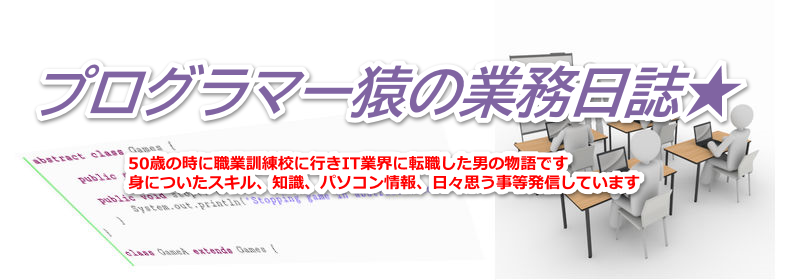 プログラマー猿の業務日誌★
abstract class Games {
50歳の時に職業訓練校に行きIT業界に転職した男の物語です
public
身についたスキル、知識、パソコン情報、日々思う事等発信しています
public void
System.out.println("Stopping game in
}
}
class GameA extends Games {